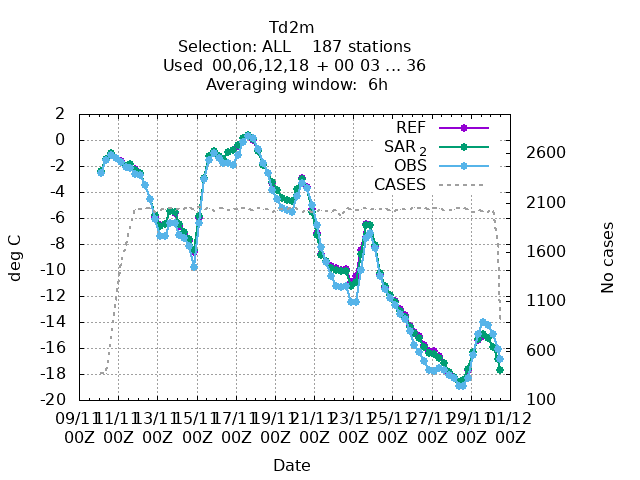 Td2m
Selection: ALL    187 stations
Used  00,06,12,18  + 00 03 ... 36
Averaging window:  6h
2
0
-2
-4
-6
-8
-10
-12
-14
-16
-18
-20
deg C
REF
SAR 2
OBS
CASES
2600
2100
1600
1100
600
100
No cases
09/11 11/11 13/11 15/11 17/11 19/11 21/11 23/11 25/11 27/11 29/11 01/12
00Z 00Z 00Z 00Z 00Z 00Z 00Z 00Z 00Z 00Z 00Z 00Z
Date